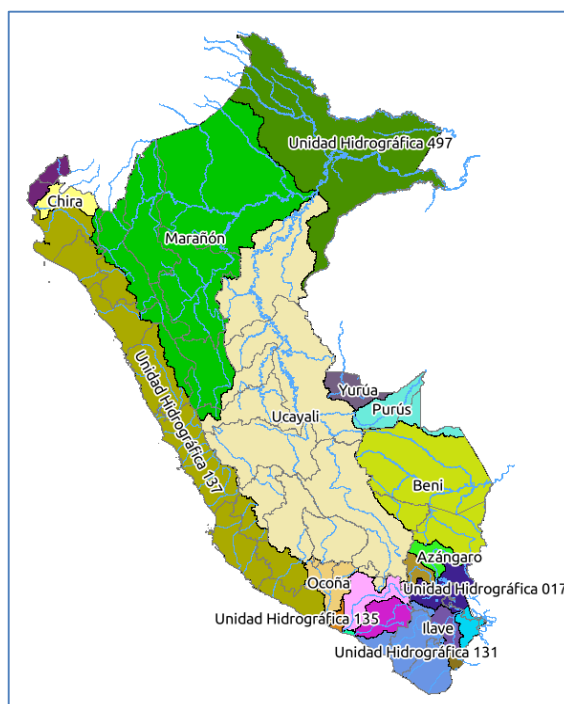 Unidad Hidrográfica 497
Chira
Marañón
Unidad Hidrográfica 137
Yurúa
Purús
Ucayali
Beni
Azángaro
Ocoña
Unidad Hidrográfica 017
Unidad Hidrográfica 135
Ilave
Unidad Hidrográfica 131